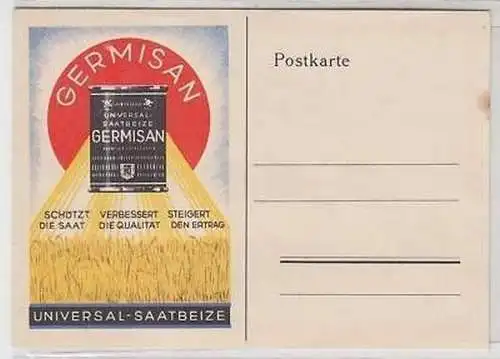 GERMISAN
UNIVERSAL-
SAATBEIZE
GERMISAN
SCHÜTZT VERBESSERT STEIGERT
DIE SAAT DIE QUALITÄT DEN ERTRAG
UNIVERSAL-SAATBEIZE
Postkarte